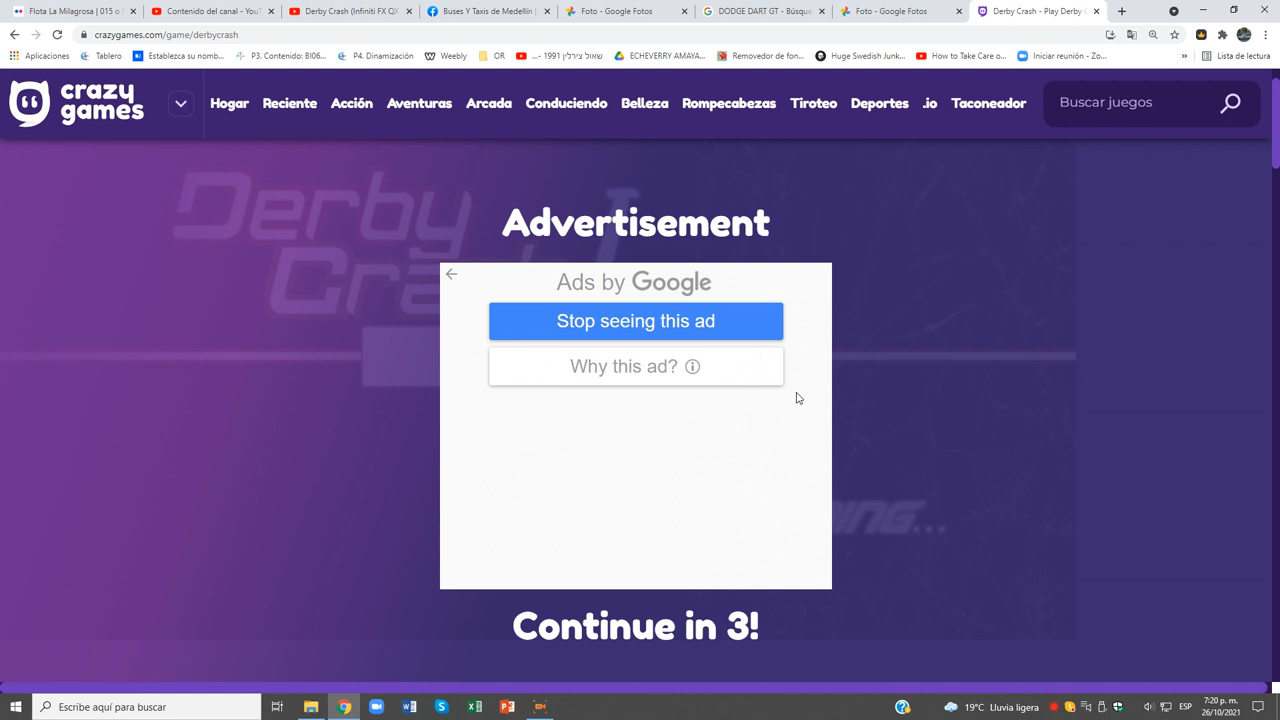 Flota La Milagrosa | 015 o
Contenido del canal - YouT
Derby Crash (Infiniti FX QX
Buses Y Taxis de Medellín |
Foto - Google Fotos
DODGE DART GT - Búsque
Foto - Google Fotos
Derby Crash - Play Derby C
crazygames.com/game/derbycrash
Aplicaciones
Tablero
Establezca su nomb...
P3. Contenido: BI06...
P4. Dinamización
Weebly
OR
שאול צירלין 1991 -...
ECHEVERRY AMAYA...
Removedor de fon...
Huge Swedish Junk...
How to Take Care o...
Iniciar reunión - Zo...
»
Lista de lectura
crazy
games
Hogar
Reciente
Acción
Aventuras
Arcada
Conduciendo
Belleza
Rompecabezas
Tiroteo
Deportes
.io
Taconeador
Buscar juegos
Derby
Advertisement
Ads by Google
Stop seeing this ad
Why this ad?
Continue in 3!
Escribe aquí para buscar
19°C Lluvia ligera
ESP
7:20 p. m.
26/10/2021